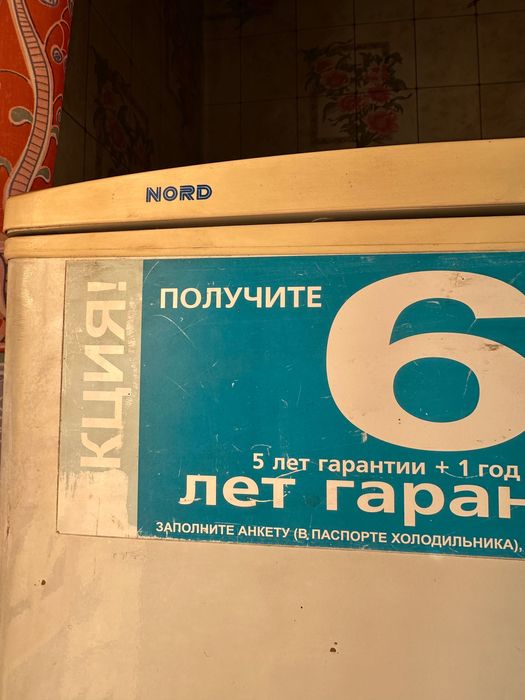 NORD
КЦИЯ!
ПОЛУЧИТЕ
6
5 лет гарантии + 1 год
лет гаран
ЗАПОЛНИТЕ АНКЕТУ (В ПАСПОРТЕ ХОЛОДИЛЬНИКА),